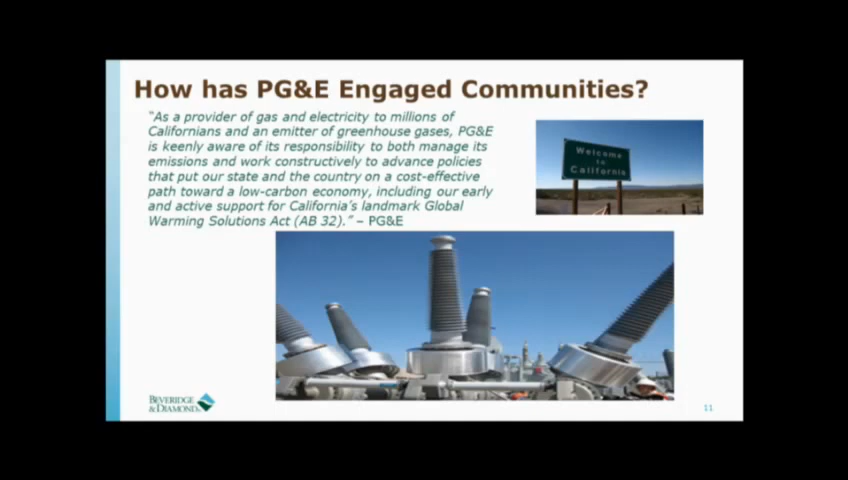 How has PG&E Engaged Communities?
“As a provider of gas and electricity to millions of
Californians and an emitter of greenhouse gases, PG&E
is keenly aware of its responsibility to both manage its
emissions and work constructively to advance policies
that put our state and the country on a cost-effective
path toward a low-carbon economy, including our early
and active support for California’s landmark Global
Warming Solutions Act (AB 32).” – PG&E
Welcome
to
California
BEVERIDGE
&DIAMOND
11